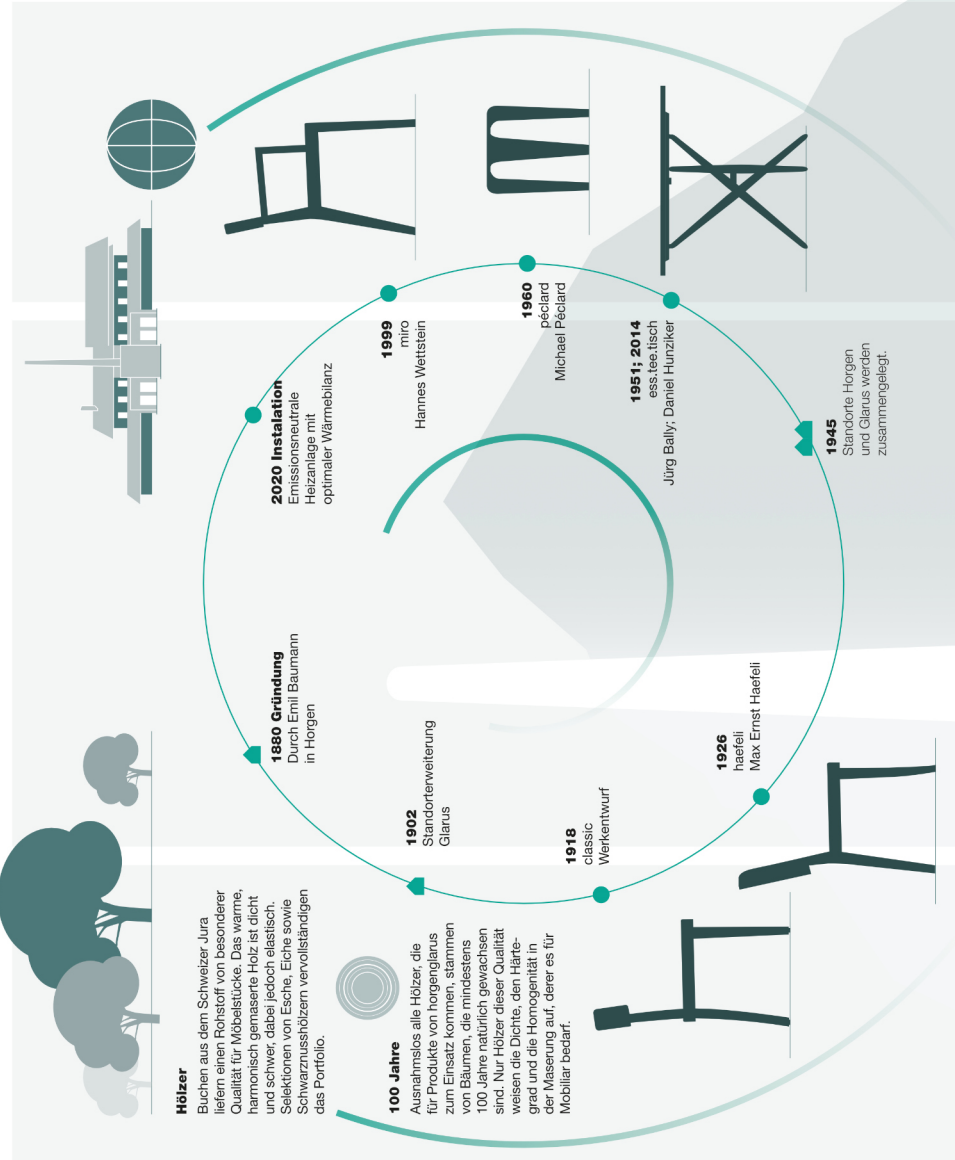 Hölzer
Buchen aus dem Schweizer Jura
liefern einen Rohstoff von besonderer
Qualität für Möbelstücke. Das warme,
harmonisch gemaserte Holz ist dicht
und schwer, dabei jedoch elastisch.
Selektionen von Esche, Eiche sowie
Schwarznusshölzern vervollständigen
das Portfolio.
100 Jahre
Ausnahmslos alle Hölzer, die
für Produkte von horgenglarus
zum Einsatz kommen, stammen
von Bäumen, die mindestens
100 Jahre natürlich gewachsen
sind. Nur Hölzer dieser Qualität
weisen die Dichte, den Härte-
grad und die Homogenität in
der Maserung auf, derer es für
Mobiliar bedarf.
1880 Gründung
Durch Emil Baumann
in Horgen
1902
Standorterweiterung
Glarus
1918
classic
Werkentwurf
1926
haefeli
Max Ernst Haefeli
1945
Standorte Horgen
und Glarus werden
zusammengelegt.
1951; 2014
ess.tee.tisch
Jürg Bally; Daniel Hunziker
1960
péclard
Michael Péclard
1999
miro
Hannes Wettstein
2020 Instalation
Emissionsneutrale
Heizanlage mit
optimaler Wärmebilanz